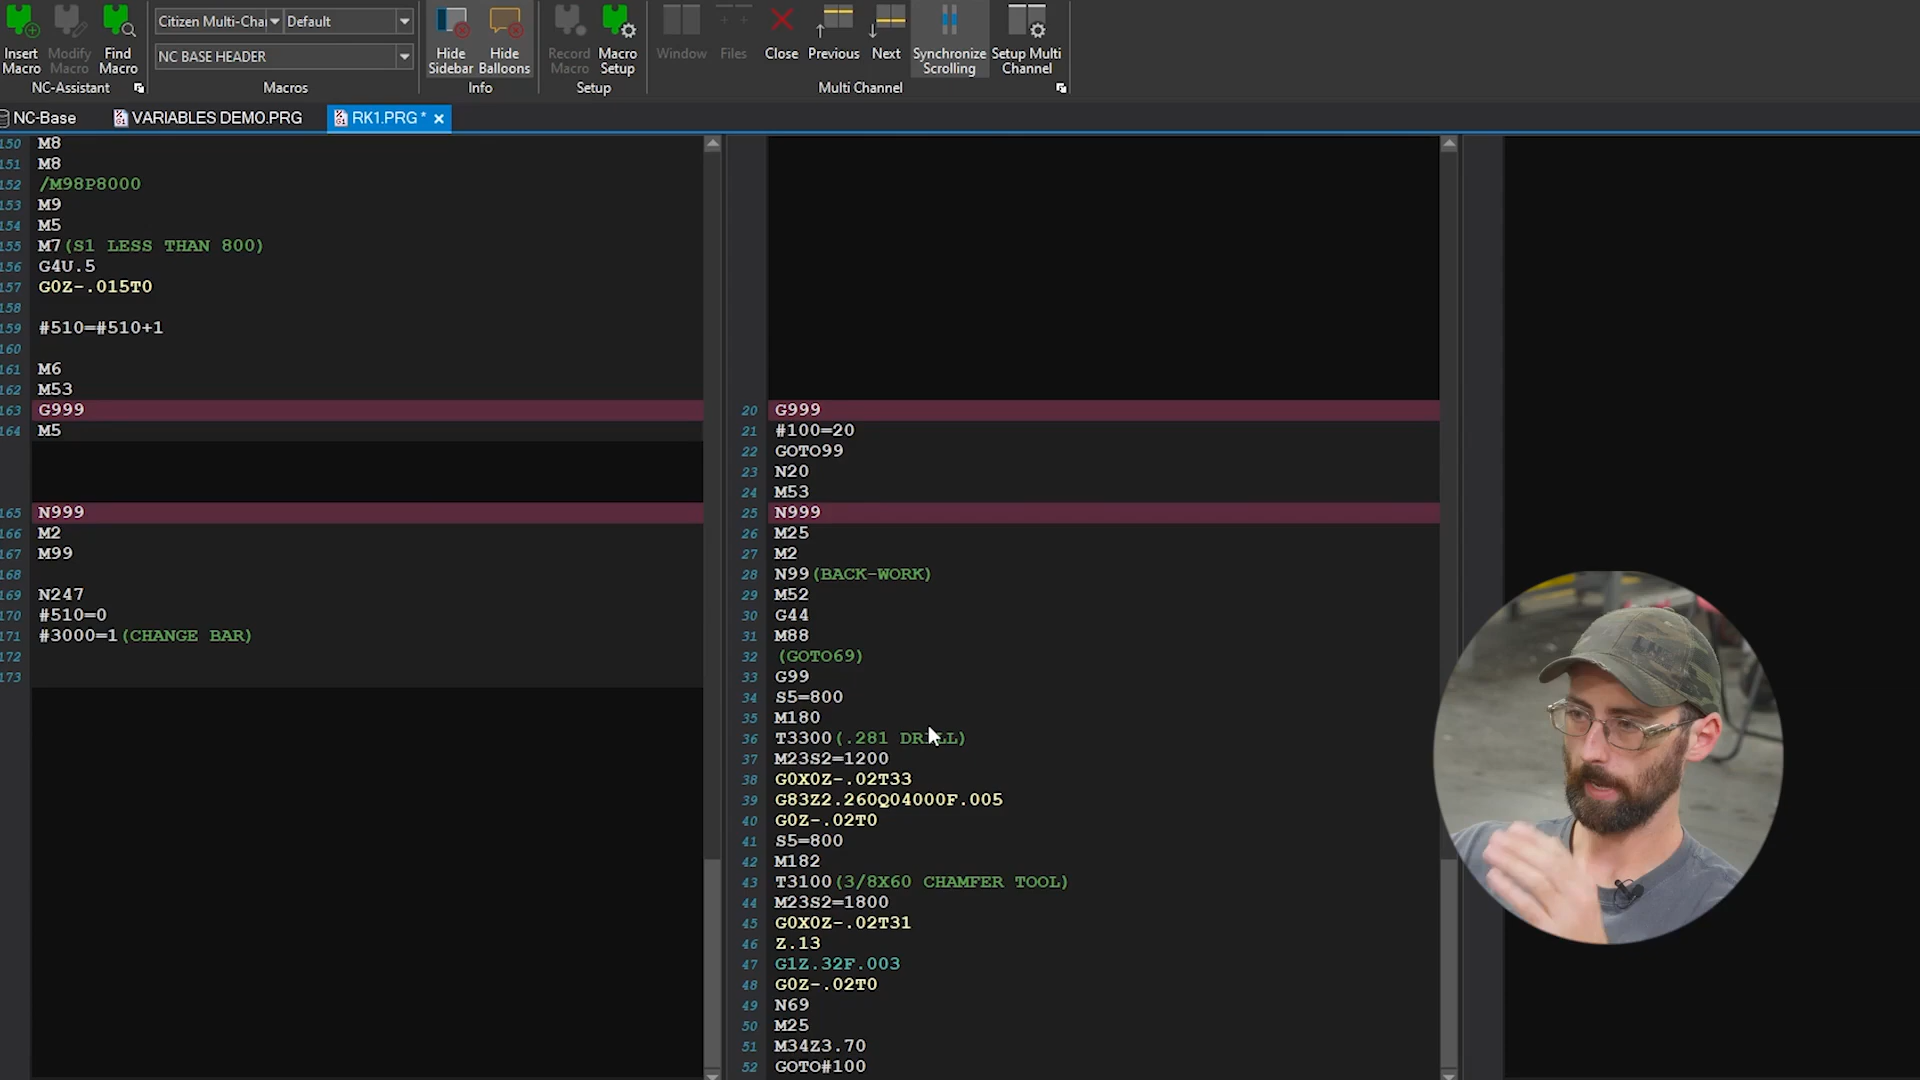 Insert Macro
Modify Macro
Find Macro
NC-Assistant
Citizen Multi-Cha
Default
NC BASE HEADER
Macros
Hide Sidebar
Hide Balloons
Info
Record Macro
Macro Setup
Setup
Window
Files
Close
Previous
Next
Synchronize Scrolling
Setup Multi Channel
Multi Channel
NC-Base
VARIABLES DEMO.PRG
RK1.PRG *
150 M8
151 M8
152 /M98P8000
153 M9
154 M5
155 M7(S1 LESS THAN 800)
156 G4U.5
157 G0Z-.015T0
158
159 #510=#510+1
160
161 M6
162 M53
163 G999
164 M5
165 N999
166 M2
167 M99
168
169 N247
170 #510=0
171 #3000=1(CHANGE BAR)
172
173
20 G999
21 #100=20
22 GOTO99
23 N20
24 M53
25 N999
26 M25
27 M2
28 N99(BACK-WORK)
29 M52
30 G44
31 M88
32 (GOTO69)
33 G99
34 S5=800
35 M180
36 T3300(.281 DRILL)
37 M23S2=1200
38 G0X0Z-.02T33
39 G83Z2.260Q04000F.005
40 G0Z-.02T0
41 S5=800
42 M182
43 T3100(3/8X60 CHAMFER TOOL)
44 M23S2=1800
45 G0X0Z-.02T31
46 Z.13
47 G1Z.32F.003
48 G0Z-.02T0
49 N69
50 M25
51 M34Z3.70
52 GOTO#100